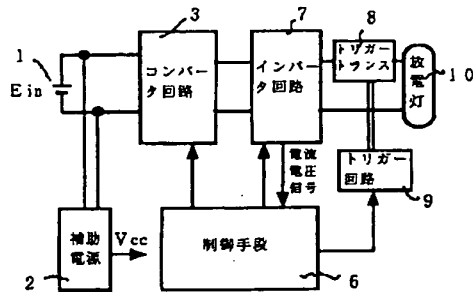 3
7
8
1
Ein
コンバー
タ回路
インバー
タ回路
トリガー
トランス
放電灯
10
電流
電圧
信号
トリガー
回路
9
補助
電源
2
Vcc
制御手段
6